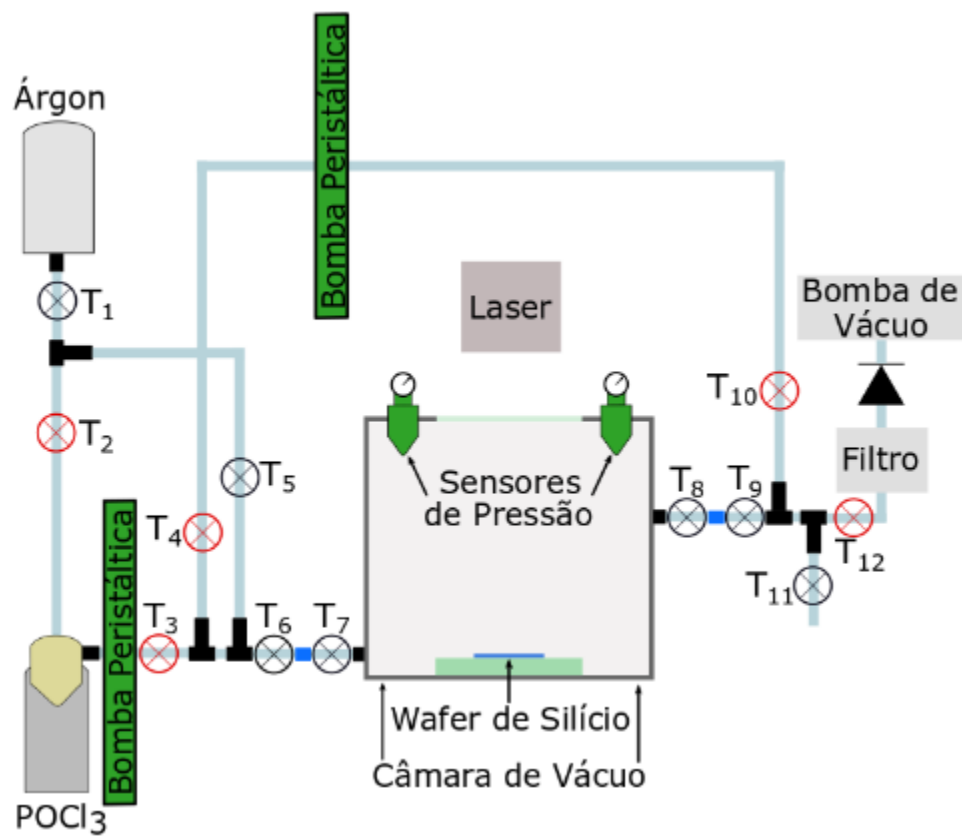 Árgon
T1
T2
POCl3
Bomba Peristáltica
T3
T4
T5
T6
T7
Bomba Peristáltica
Laser
Sensores
de Pressão
Wafer de Silício
Câmara de Vácuo
T8
T9
T10
T11
T12
Bomba de
Vácuo
Filtro